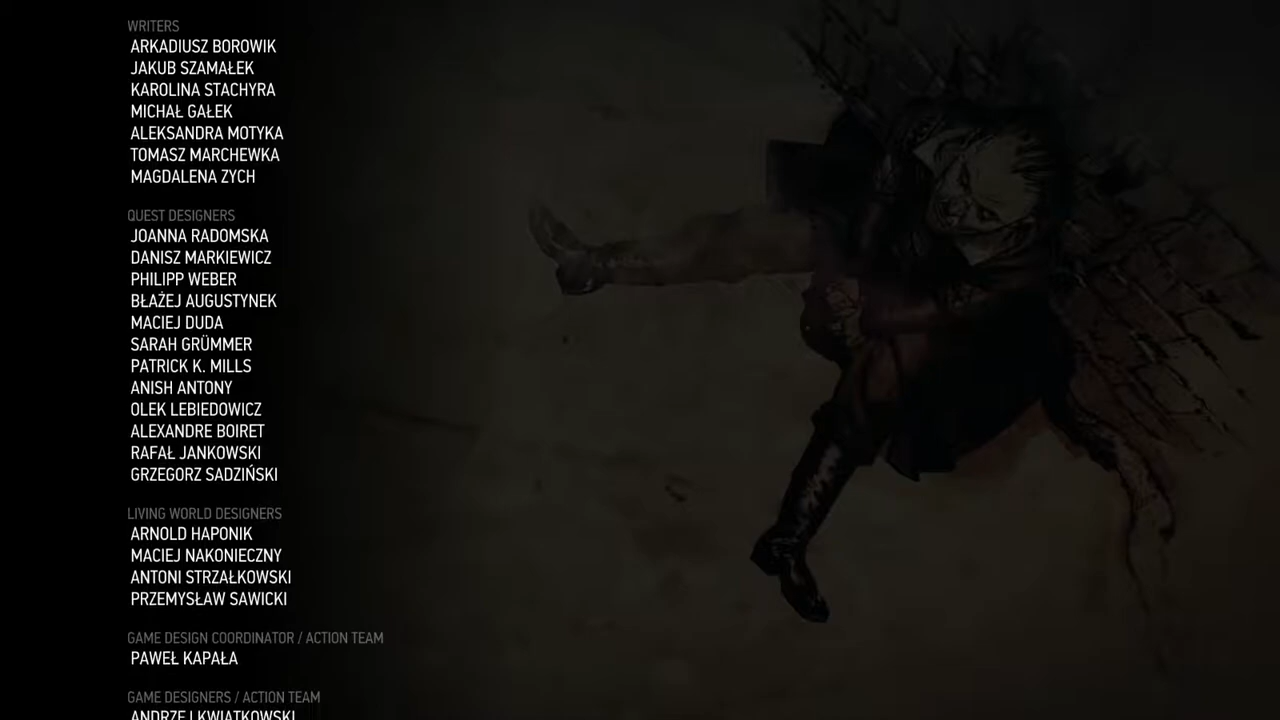 WRITERS
ARKADIUSZ BOROWIK
JAKUB SZAMAŁEK
KAROLINA STACHYRA
MICHAŁ GAŁEK
ALEKSANDRA MOTYKA
TOMASZ MARCHEWKA
MAGDALENA ZYCH
QUEST DESIGNERS
JOANNA RADOMSKA
DANISZ MARKIEWICZ
PHILIPP WEBER
BŁAŻEJ AUGUSTYNEK
MACIEJ DUDA
SARAH GRÜMMER
PATRICK K. MILLS
ANISH ANTONY
OLEK LEBIEDOWICZ
ALEXANDRE BOIRET
RAFAŁ JANKOWSKI
GRZEGORZ SADZIŃSKI
LIVING WORLD DESIGNERS
ARNOLD HAPONIK
MACIEJ NAKONIECZNY
ANTONI STRZAŁKOWSKI
PRZEMYSŁAW SAWICKI
GAME DESIGN COORDINATOR / ACTION TEAM
PAWEŁ KAPAŁA
GAME DESIGNERS / ACTION TEAM
ANDRZEJ KWIATKOWSKI